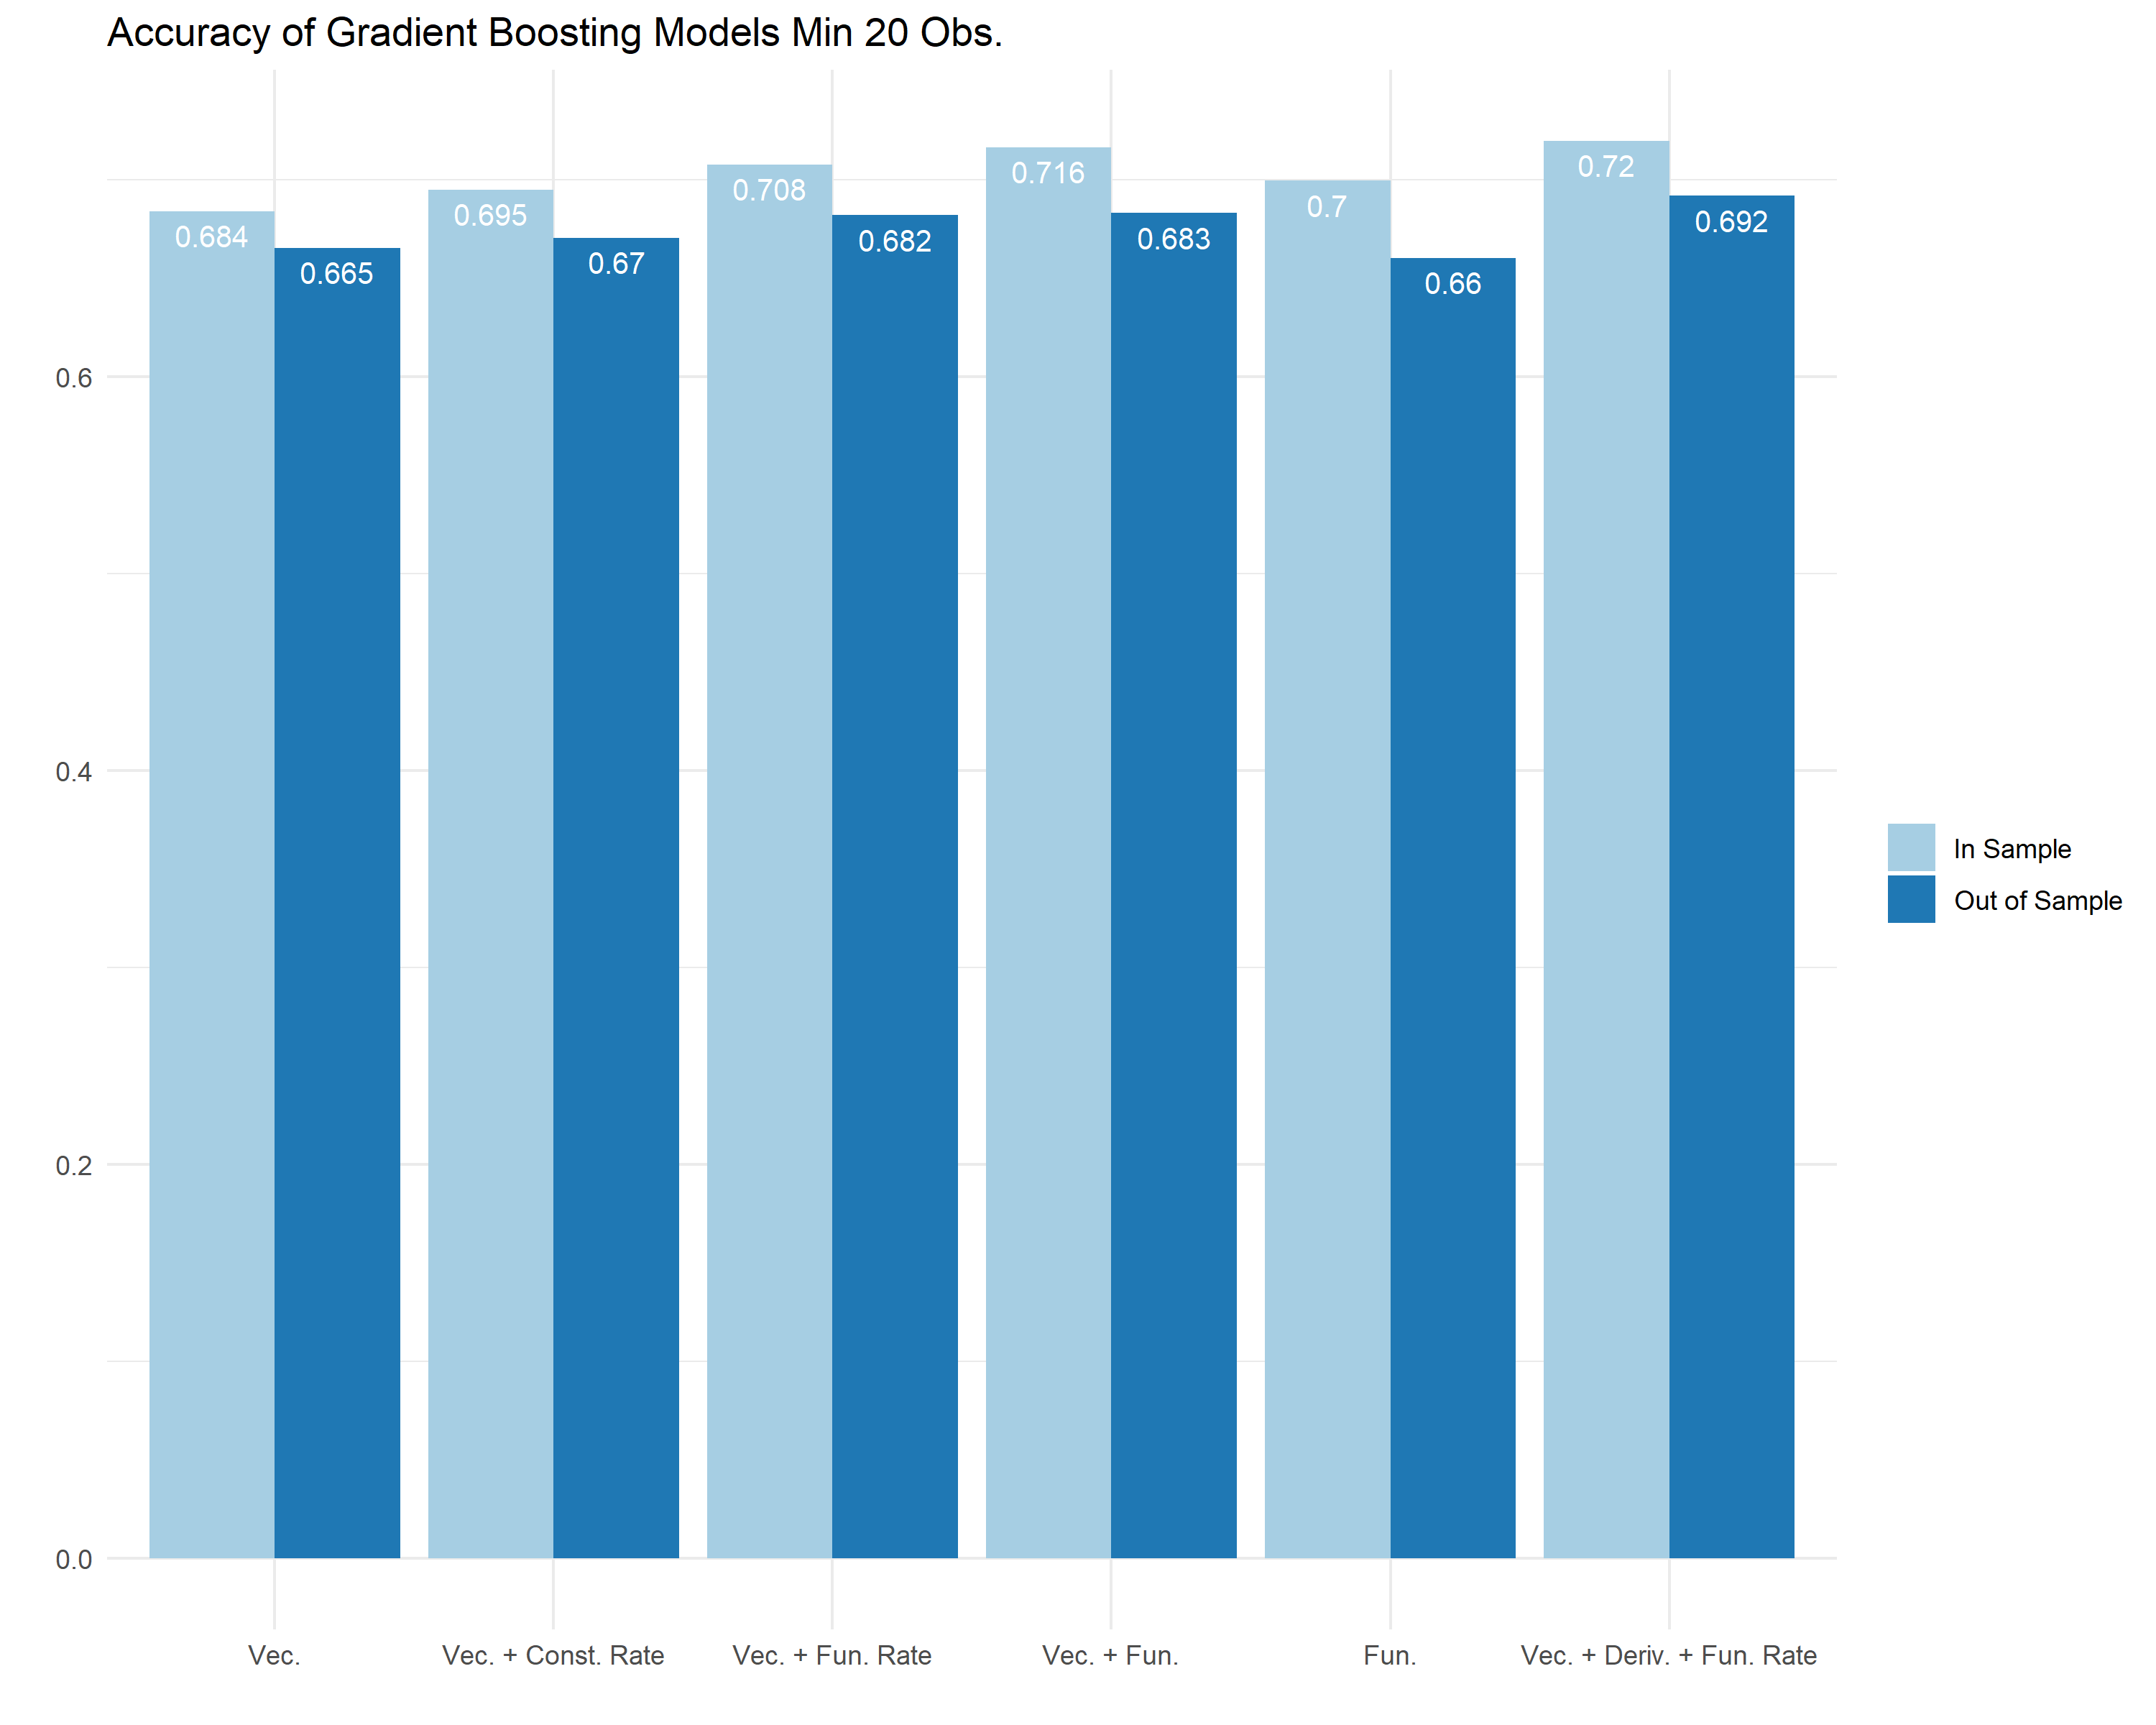 Accuracy of Gradient Boosting Models Min 20 Obs.
0.684
0.665
0.695
0.67
0.708
0.682
0.716
0.683
0.7
0.66
0.72
0.692
0.6
0.4
0.2
0.0
In Sample
Out of Sample
Vec.
Vec. + Const. Rate
Vec. + Fun. Rate
Vec. + Fun.
Fun.
Vec. + Deriv. + Fun. Rate